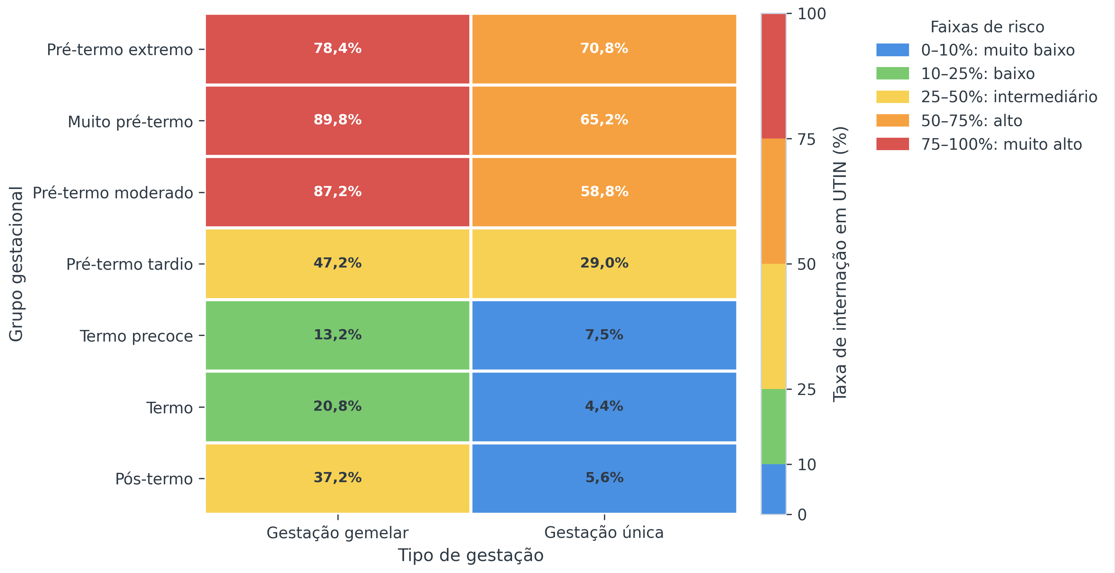 Grupo gestacional
Pré-termo extremo 78,4% 70,8%
Muito pré-termo 89,8% 65,2%
Pré-termo moderado 87,2% 58,8%
Pré-termo tardio 47,2% 29,0%
Termo precoce 13,2% 7,5%
Termo 20,8% 4,4%
Pós-termo 37,2% 5,6%
Gestação gemelar Gestação única
Tipo de gestação
100
75
50
25
10
0
Taxa de internação em UTIN (%)
Faixas de risco
0–10%: muito baixo
10–25%: baixo
25–50%: intermediário
50–75%: alto
75–100%: muito alto